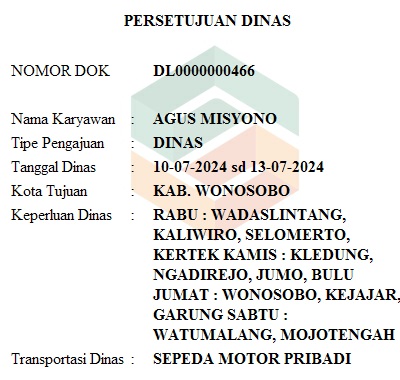 PERSETUJUAN DINAS
NOMOR DOK DL0000000466
Nama Karyawan : AGUS MISYONO
Tipe Pengajuan : DINAS
Tanggal Dinas : 10-07-2024 sd 13-07-2024
Kota Tujuan : KAB. WONOSOBO
Keperluan Dinas : RABU : WADASLINTANG,
KALIWIRO, SELOMERTO,
KERTEK KAMIS : KLEDUNG,
NGADIREJO, JUMO, BULU
JUMAT : WONOSOBO, KEJAJAR,
GARUNG SABTU :
WATUMALANG, MOJOTENGAH
Transportasi Dinas : SEPEDA MOTOR PRIBADI